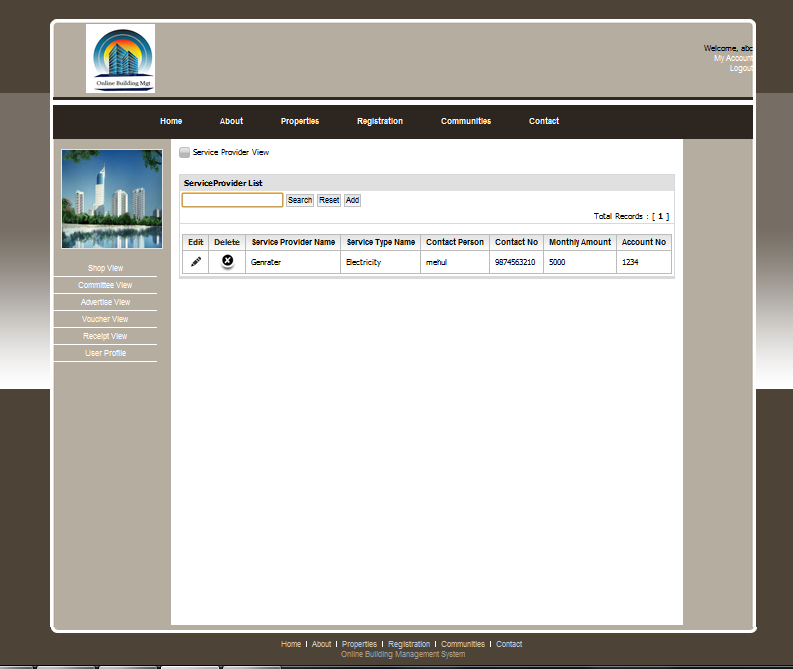 Online Building Mgt
Welcome, abc
My Account
Logout
Home About Properties Registration Communities Contact
Service Provider View
ServiceProvider List
Search Reset Add
Total Records : [ 1 ]
Edit Delete Service Provider Name Service Type Name Contact Person Contact No Monthly Amount Account No
Genrater Electricity mehul 9874563210 5000 1234
Shop View
Committee View
Advertise View
Voucher View
Receipt View
User Profile
Home | About | Properties | Registration | Communities | Contact
Online Building Management System